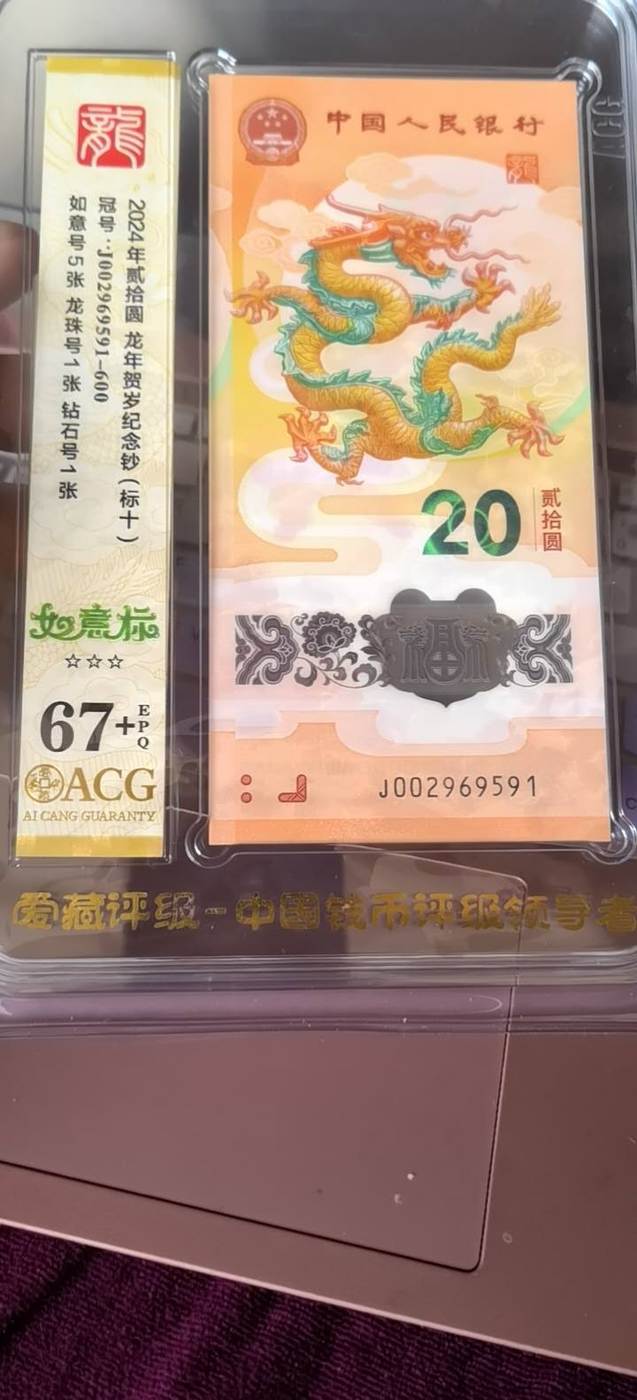 龍
2024年贰拾圆 龙年贺岁纪念钞(标十)
冠号:J002969591-600
如意号5张 龙珠号1张 钻石号1张
如意标
☆☆☆
67+EPQ
ACG
AI CANG GUARANTY
中国人民银行
20
贰拾圆
福
J002969591
爱藏评级-中国钱币评级领导者